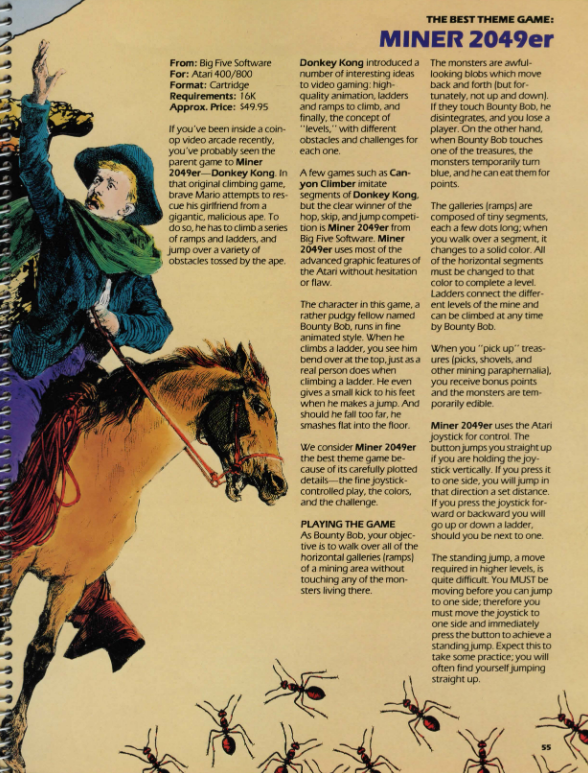 THE BEST THEME GAME:
MINER 2049er
From: Big Five Software
For: Atari 400/800
Format: Cartridge
Requirements: 16K
Approx. Price: $49.95
If you've been inside a coin-
op video arcade recently,
you've probably seen the
parent game to Miner
2049er—Donkey Kong. In
that original climbing game,
brave Mario attempts to res-
cue his girlfriend from a
gigantic, malicious ape. To
do so, he has to climb a series
of ramps and ladders, and
jump over a variety of
obstacles tossed by the ape.
Donkey Kong introduced a
number of interesting ideas
to video gaming: high-
quality animation, ladders
and ramps to climb, and
finally, the concept of
"levels," with different
obstacles and challenges for
each one.
A few games such as Can-
yon Climber imitate
segments of Donkey Kong,
but the clear winner of the
hop, skip, and jump competi-
tion is Miner 2049er from
Big Five Software. Miner
2049er uses most of the
advanced graphic features of
the Atari without hesitation
or flaw.
The character in this game, a
rather pudgy fellow named
Bounty Bob, runs in fine
animated style. When he
climbs a ladder, you see him
bend over at the top, just as a
real person does when
climbing a ladder. He even
gives a small kick to his feet
when he makes a jump. And
should he fall too far, he
smashes flat into the floor.
We consider Miner 2049er
the best theme game be-
cause of its carefully plotted
details—the fine joystick-
controlled play, the colors,
and the challenge.
PLAYING THE GAME
As Bounty Bob, your objec-
tive is to walk over all of the
horizontal galleries (ramps)
of a mining area without
touching any of the mon-
sters living there.
The monsters are awful-
looking blobs which move
back and forth (but for-
tunately, not up and down).
If they touch Bounty Bob, he
disintegrates, and you lose a
player. On the other hand,
when Bounty Bob touches
one of the treasures, the
monsters temporarily turn
blue, and he can eat them for
points.
The galleries (ramps) are
composed of tiny segments,
each a few dots long; when
you walk over a segment, it
changes to a solid color. All
of the horizontal segments
must be changed to that
color to complete a level.
Ladders connect the differ-
ent levels of the mine and
can be climbed at any time
by Bounty Bob.
When you "pick up" treas-
ures (picks, shovels, and
other mining paraphernalia),
you receive bonus points
and the monsters are tem-
porarily edible.
Miner 2049er uses the Atari
joystick for control. The
button jumps you straight up
if you are holding the joy-
stick vertically. If you press it
to one side, you will jump in
that direction a set distance.
If you press the joystick for-
ward or backward you will
go up or down a ladder,
should you be next to one.
The standing jump, a move
required in higher levels, is
quite difficult. You MUST be
moving before you can jump
to one side; therefore you
must move the joystick to
one side and immediately
press the button to achieve a
standing jump. Expect this to
take some practice; you will
often find yourself jumping
straight up.
55